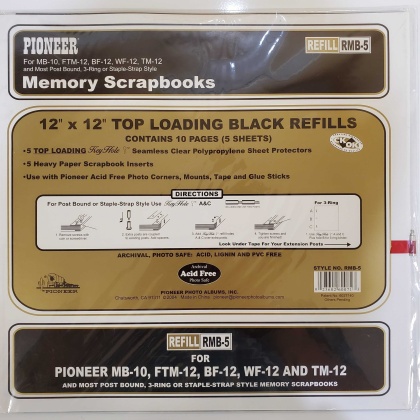 PIONEER
REFILL RMB-5
For MB-10, FTM-12, BF-12, WF-12, TM-12
and Most Post Bound, 3-Ring or Staple-Strap Style
Memory Scrapbooks
12" x 12" TOP LOADING BLACK REFILLS
CONTAINS 10 PAGES (5 SHEETS)
•5 TOP LOADING KeyHole Seamless Clear Polypropylene Sheet Protectors
•5 Heavy Paper Scrapbook Inserts
•Use with Pioneer Acid Free Photo Corners, Mounts, Tape and Glue Sticks
DIRECTIONS
For Post Bound or Staple-Strap Style Use KeyHole A&C
For 3-Ring
Look Under Tape For Your Extension Posts
ARCHIVAL, PHOTO SAFE: ACID, LIGNIN AND PVC FREE
Archival
Acid Free
Photo Safe
STYLE NO. RMB-5
PIONEER
PIONEER PHOTO ALBUMS, INC.
REFILL RMB-5
FOR
PIONEER MB-10, FTM-12, BF-12, WF-12 AND TM-12
AND MOST POST BOUND, 3-RING OR STAPLE-STRAP STYLE MEMORY SCRAPBOOKS